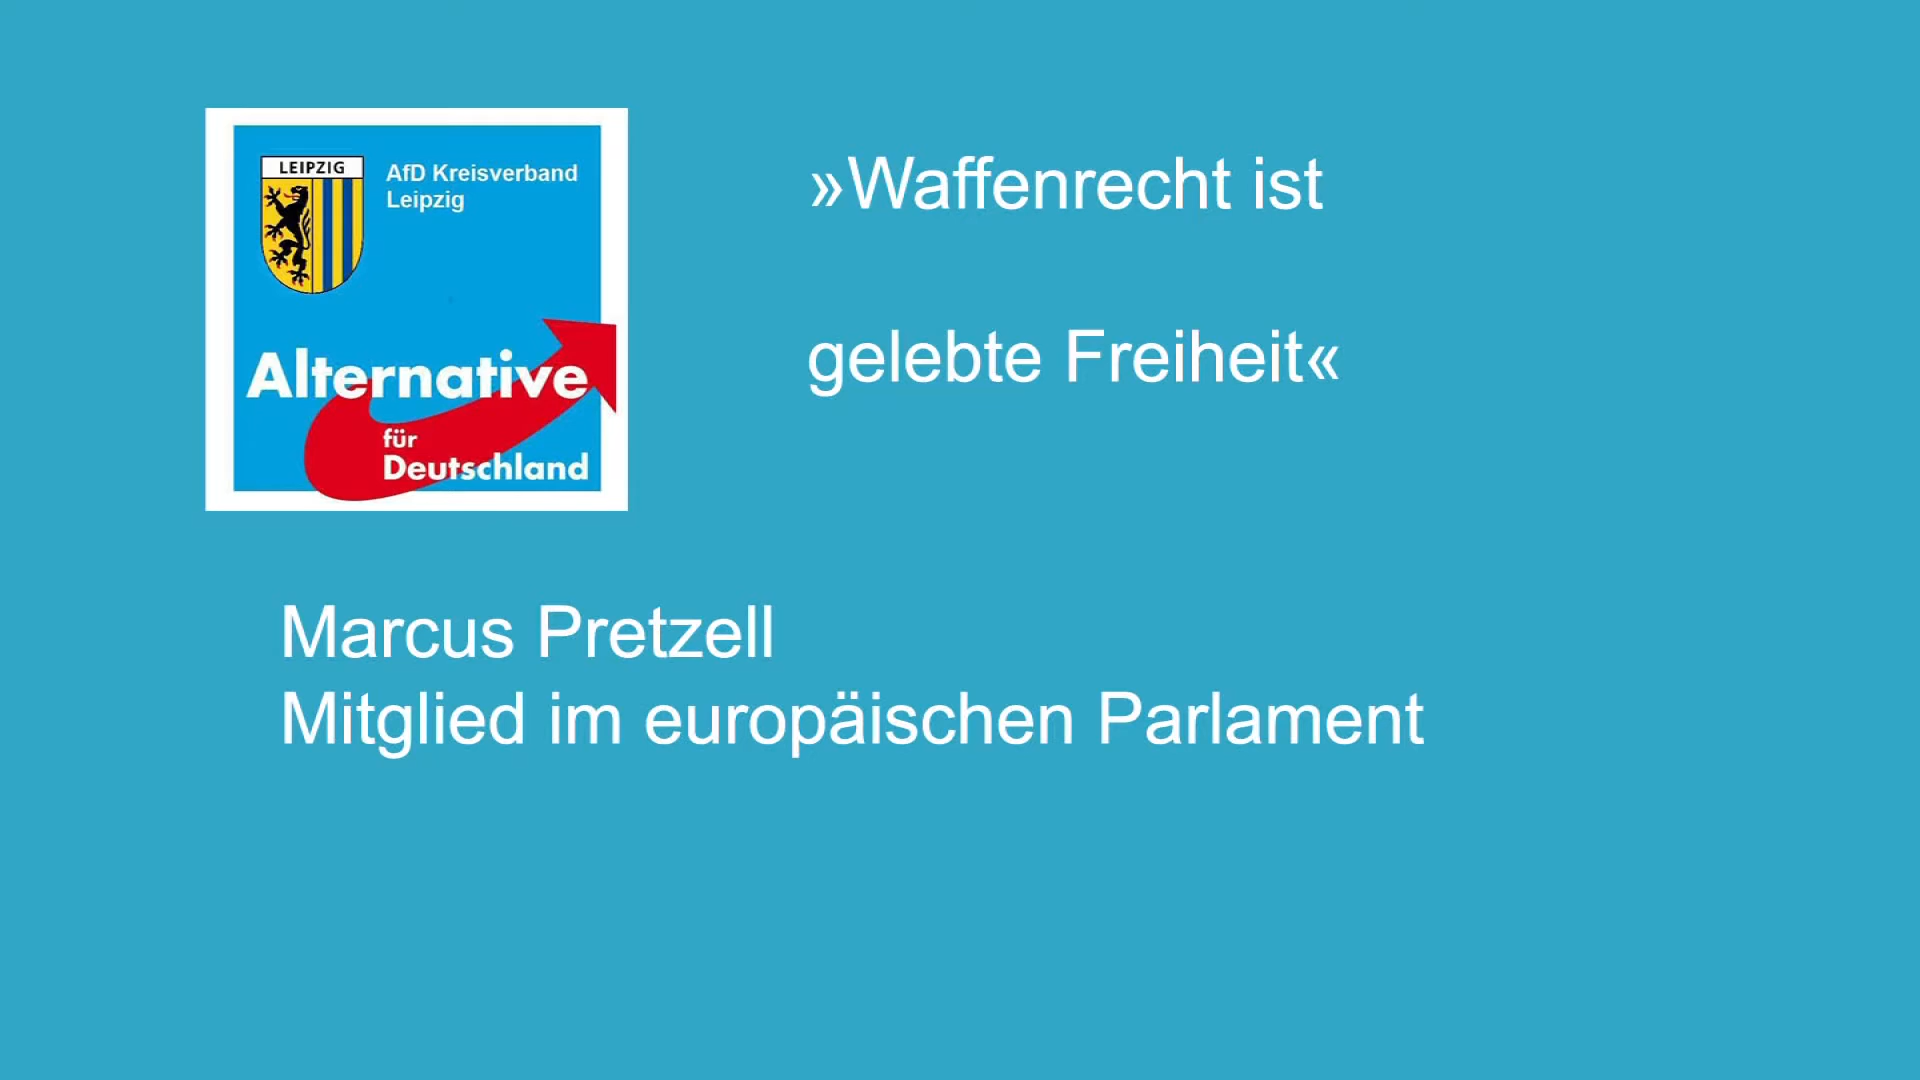 LEIPZIG
AfD Kreisverband
Leipzig
Alternative
für
Deutschland
»Waffenrecht ist
gelebte Freiheit«
Marcus Pretzell
Mitglied im europäischen Parlament